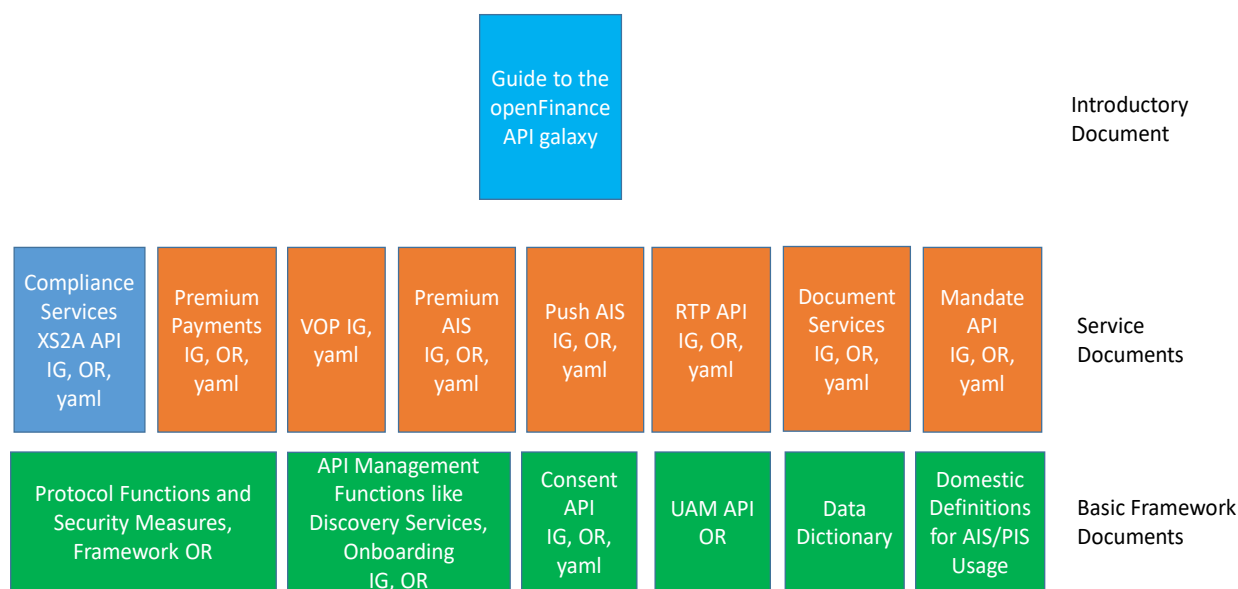 Guide to the
openFinance
API galaxy
Introductory
Document
Compliance
Services
XS2A API
IG, OR,
yaml
Premium
Payments
IG, OR,
yaml
VOP IG,
yaml
Premium
AIS
IG, OR,
yaml
Push AIS
IG, OR,
yaml
RTP API
IG, OR,
yaml
Document
Services
IG, OR,
yaml
Mandate
API
IG, OR,
yaml
Service
Documents
Protocol Functions and
Security Measures,
Framework OR
API Management
Functions like
Discovery Services,
Onboarding
IG, OR
Consent
API
IG, OR,
yaml
UAM API
OR
Data
Dictionary
Domestic
Definitions
for AIS/PIS
Usage
Basic Framework
Documents